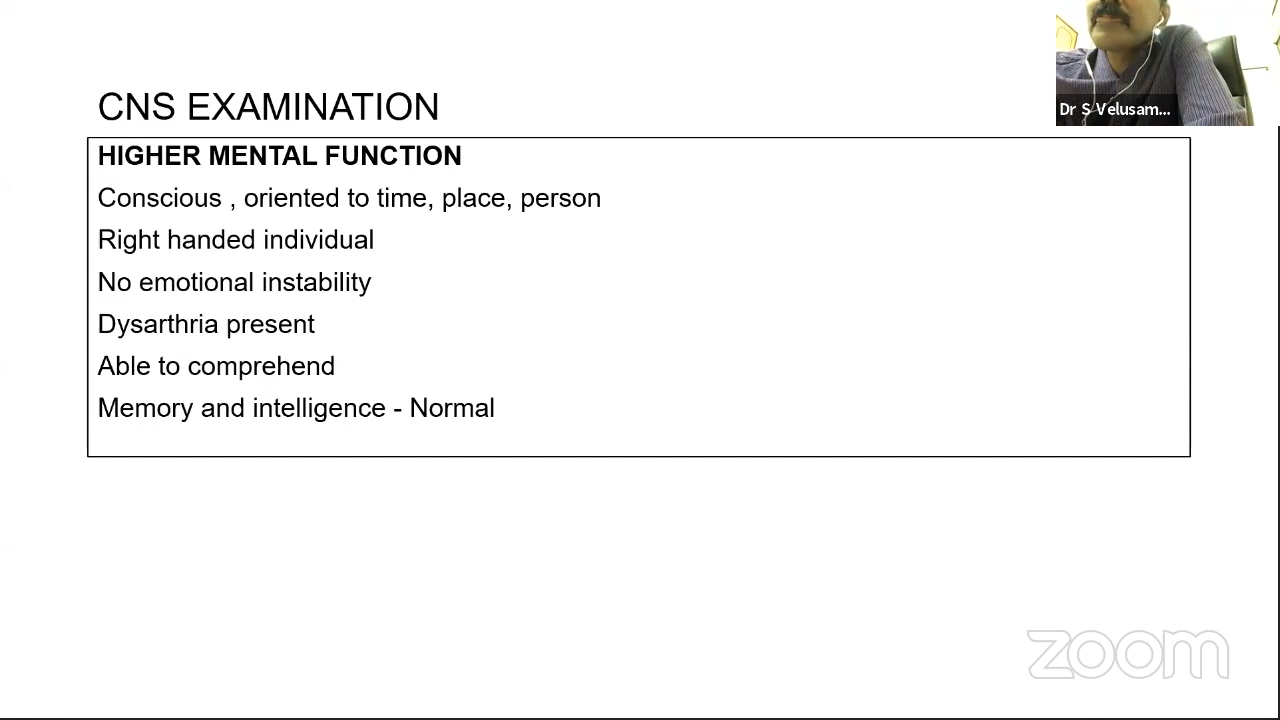 CNS EXAMINATION
HIGHER MENTAL FUNCTION
Conscious , oriented to time, place, person
Right handed individual
No emotional instability
Dysarthria present
Able to comprehend
Memory and intelligence - Normal
Dr S Velusam...
zoom